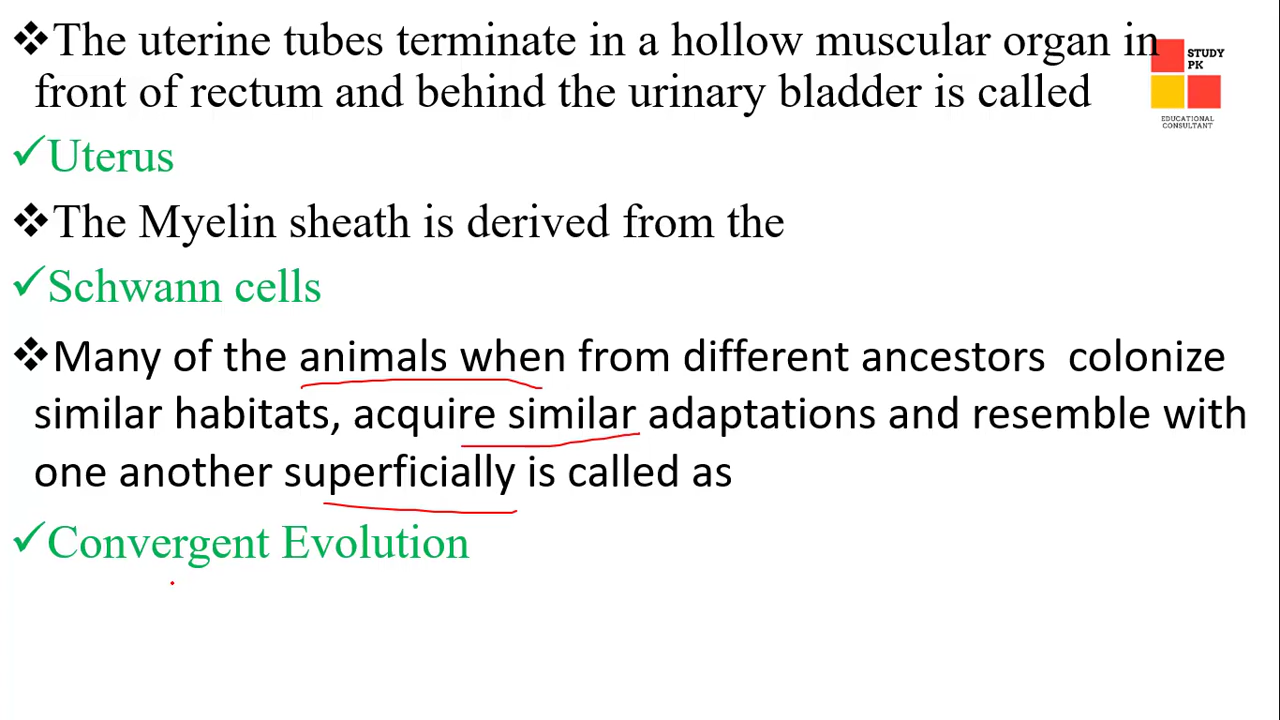 ❖The uterine tubes terminate in a hollow muscular organ in
front of rectum and behind the urinary bladder is called
✓Uterus
❖The Myelin sheath is derived from the
✓Schwann cells
❖Many of the animals when from different ancestors colonize
similar habitats, acquire similar adaptations and resemble with
one another superficially is called as
✓Convergent Evolution
STUDY
PK
EDUCATIONAL
CONSULTANT